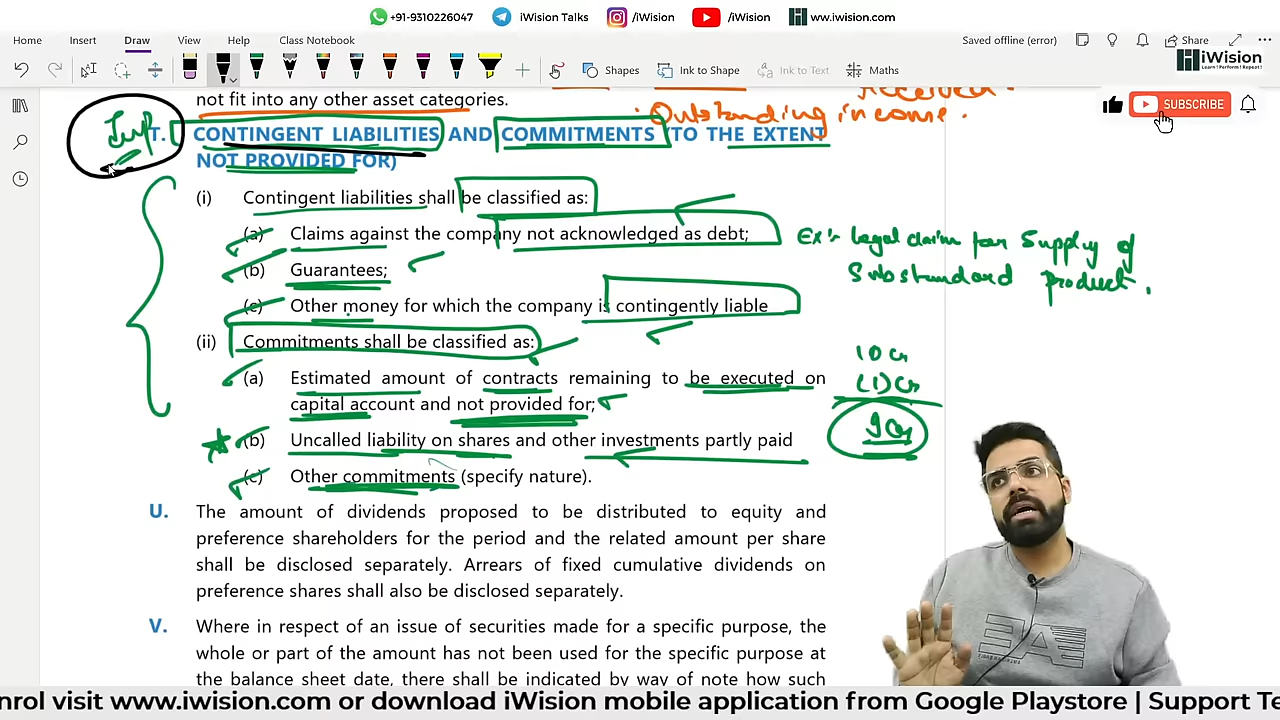 +91-9310226047 iWision Talks /iWision /iWision ww.iwision.com
Home Insert Draw View Help Class Notebook Saved offline (error) Share
Shapes Ink to Shape Ink to Text Maths
iWision
Learn ! Perform ! Repeat !
SUBSCRIBE
not fit into any other asset categories.
Outstanding income.
Imp T. CONTINGENT LIABILITIES AND COMMITMENTS (TO THE EXTENT
NOT PROVIDED FOR)
(i) Contingent liabilities shall be classified as:
(a) Claims against the company not acknowledged as debt;
Ex:- legal claim for Supply of
Substandard product.
(b) Guarantees;
(c) Other money for which the company is contingently liable
(ii) Commitments shall be classified as:
10 Cr
(1) Cr
9 Cr
(a) Estimated amount of contracts remaining to be executed on
capital account and not provided for;
(b) Uncalled liability on shares and other investments partly paid
(c) Other commitments (specify nature).
U. The amount of dividends proposed to be distributed to equity and
preference shareholders for the period and the related amount per share
shall be disclosed separately. Arrears of fixed cumulative dividends on
preference shares shall also be disclosed separately.
V. Where in respect of an issue of securities made for a specific purpose, the
whole or part of the amount has not been used for the specific purpose at
the balance sheet date, there shall be indicated by way of note how such
nrol visit www.iwision.com or download iWision mobile application from Google Playstore | Support Te